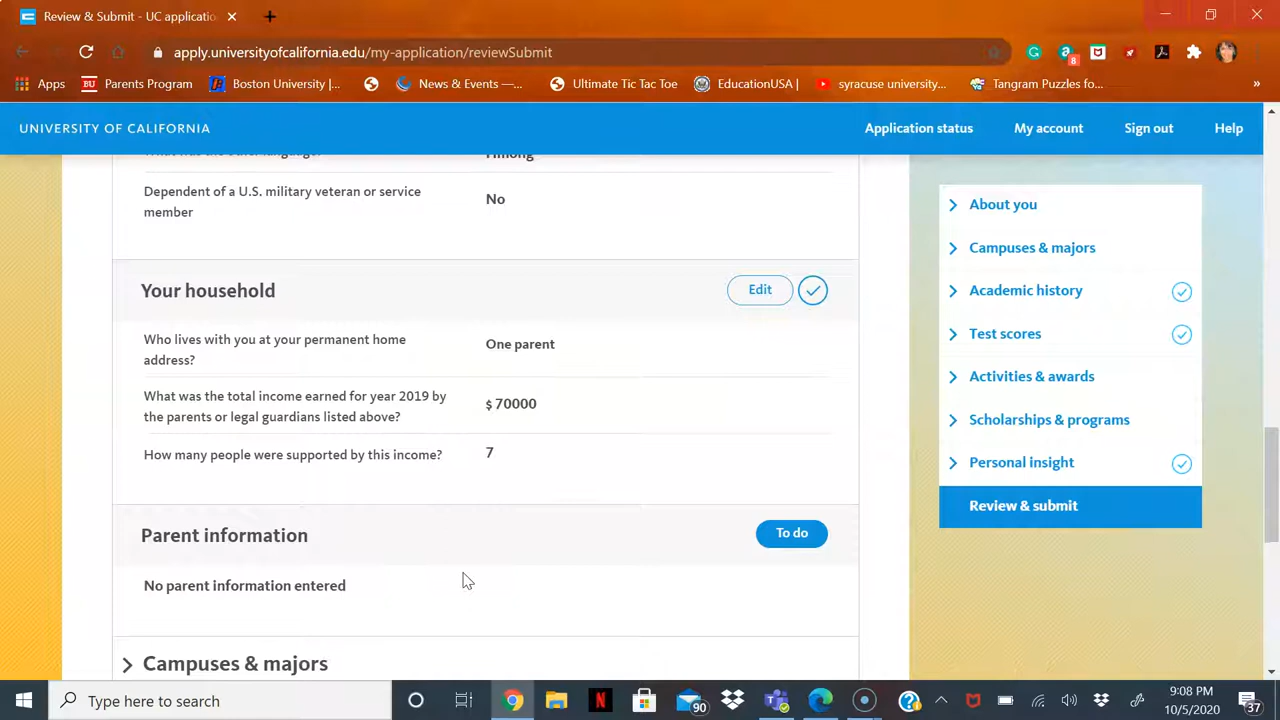 Review & Submit - UC applicatio
apply.universityofcalifornia.edu/my-application/reviewSubmit
8
Apps
BU Parents Program
Boston University |...
News & Events —...
Ultimate Tic Tac Toe
EducationUSA |
syracuse university...
Tangram Puzzles fo...
»
UNIVERSITY OF CALIFORNIA
Application status
My account
Sign out
Help
Hmong
Dependent of a U.S. military veteran or service
member
No
Your household
Edit
Who lives with you at your permanent home
address?
One parent
What was the total income earned for year 2019 by
the parents or legal guardians listed above?
$ 70000
How many people were supported by this income?
7
Parent information
To do
No parent information entered
Campuses & majors
About you
Campuses & majors
Academic history
Test scores
Activities & awards
Scholarships & programs
Personal insight
Review & submit
Type here to search
90
9:08 PM
10/5/2020
37